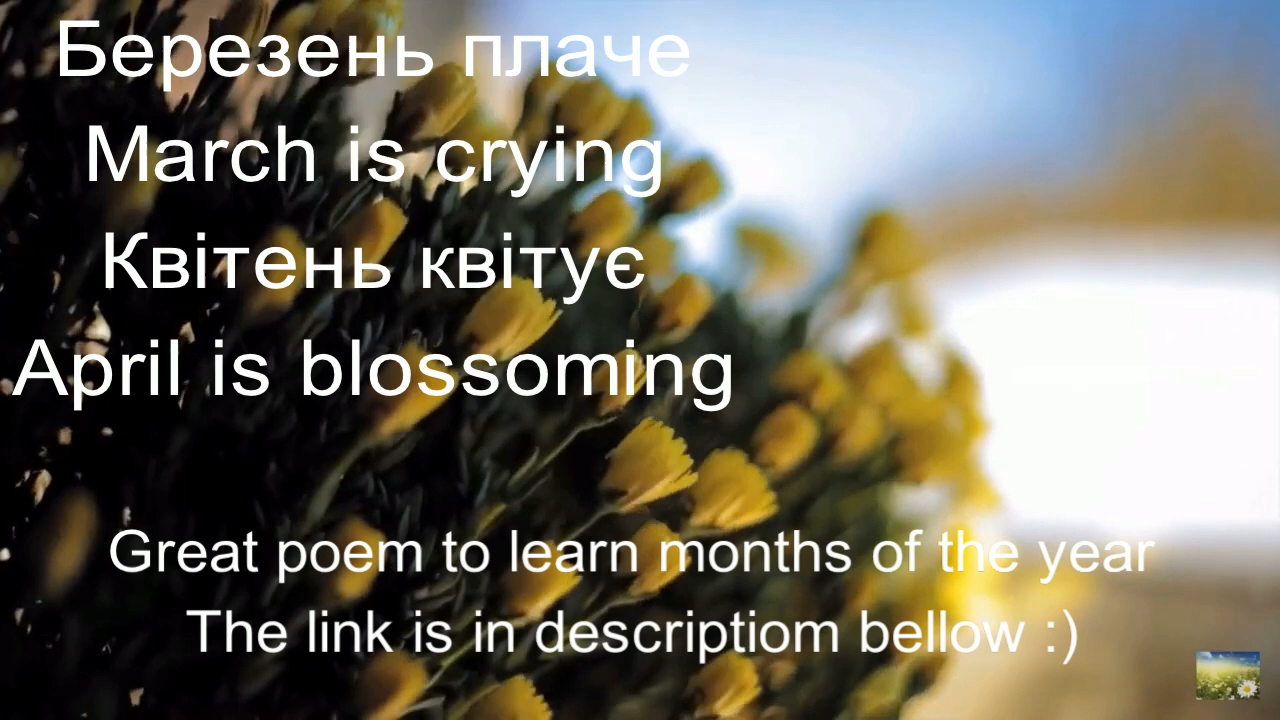 Березень плаче
March is crying
Квітень квітує
April is blossoming
Great poem to learn months of the year
The link is in descriptiom bellow :)